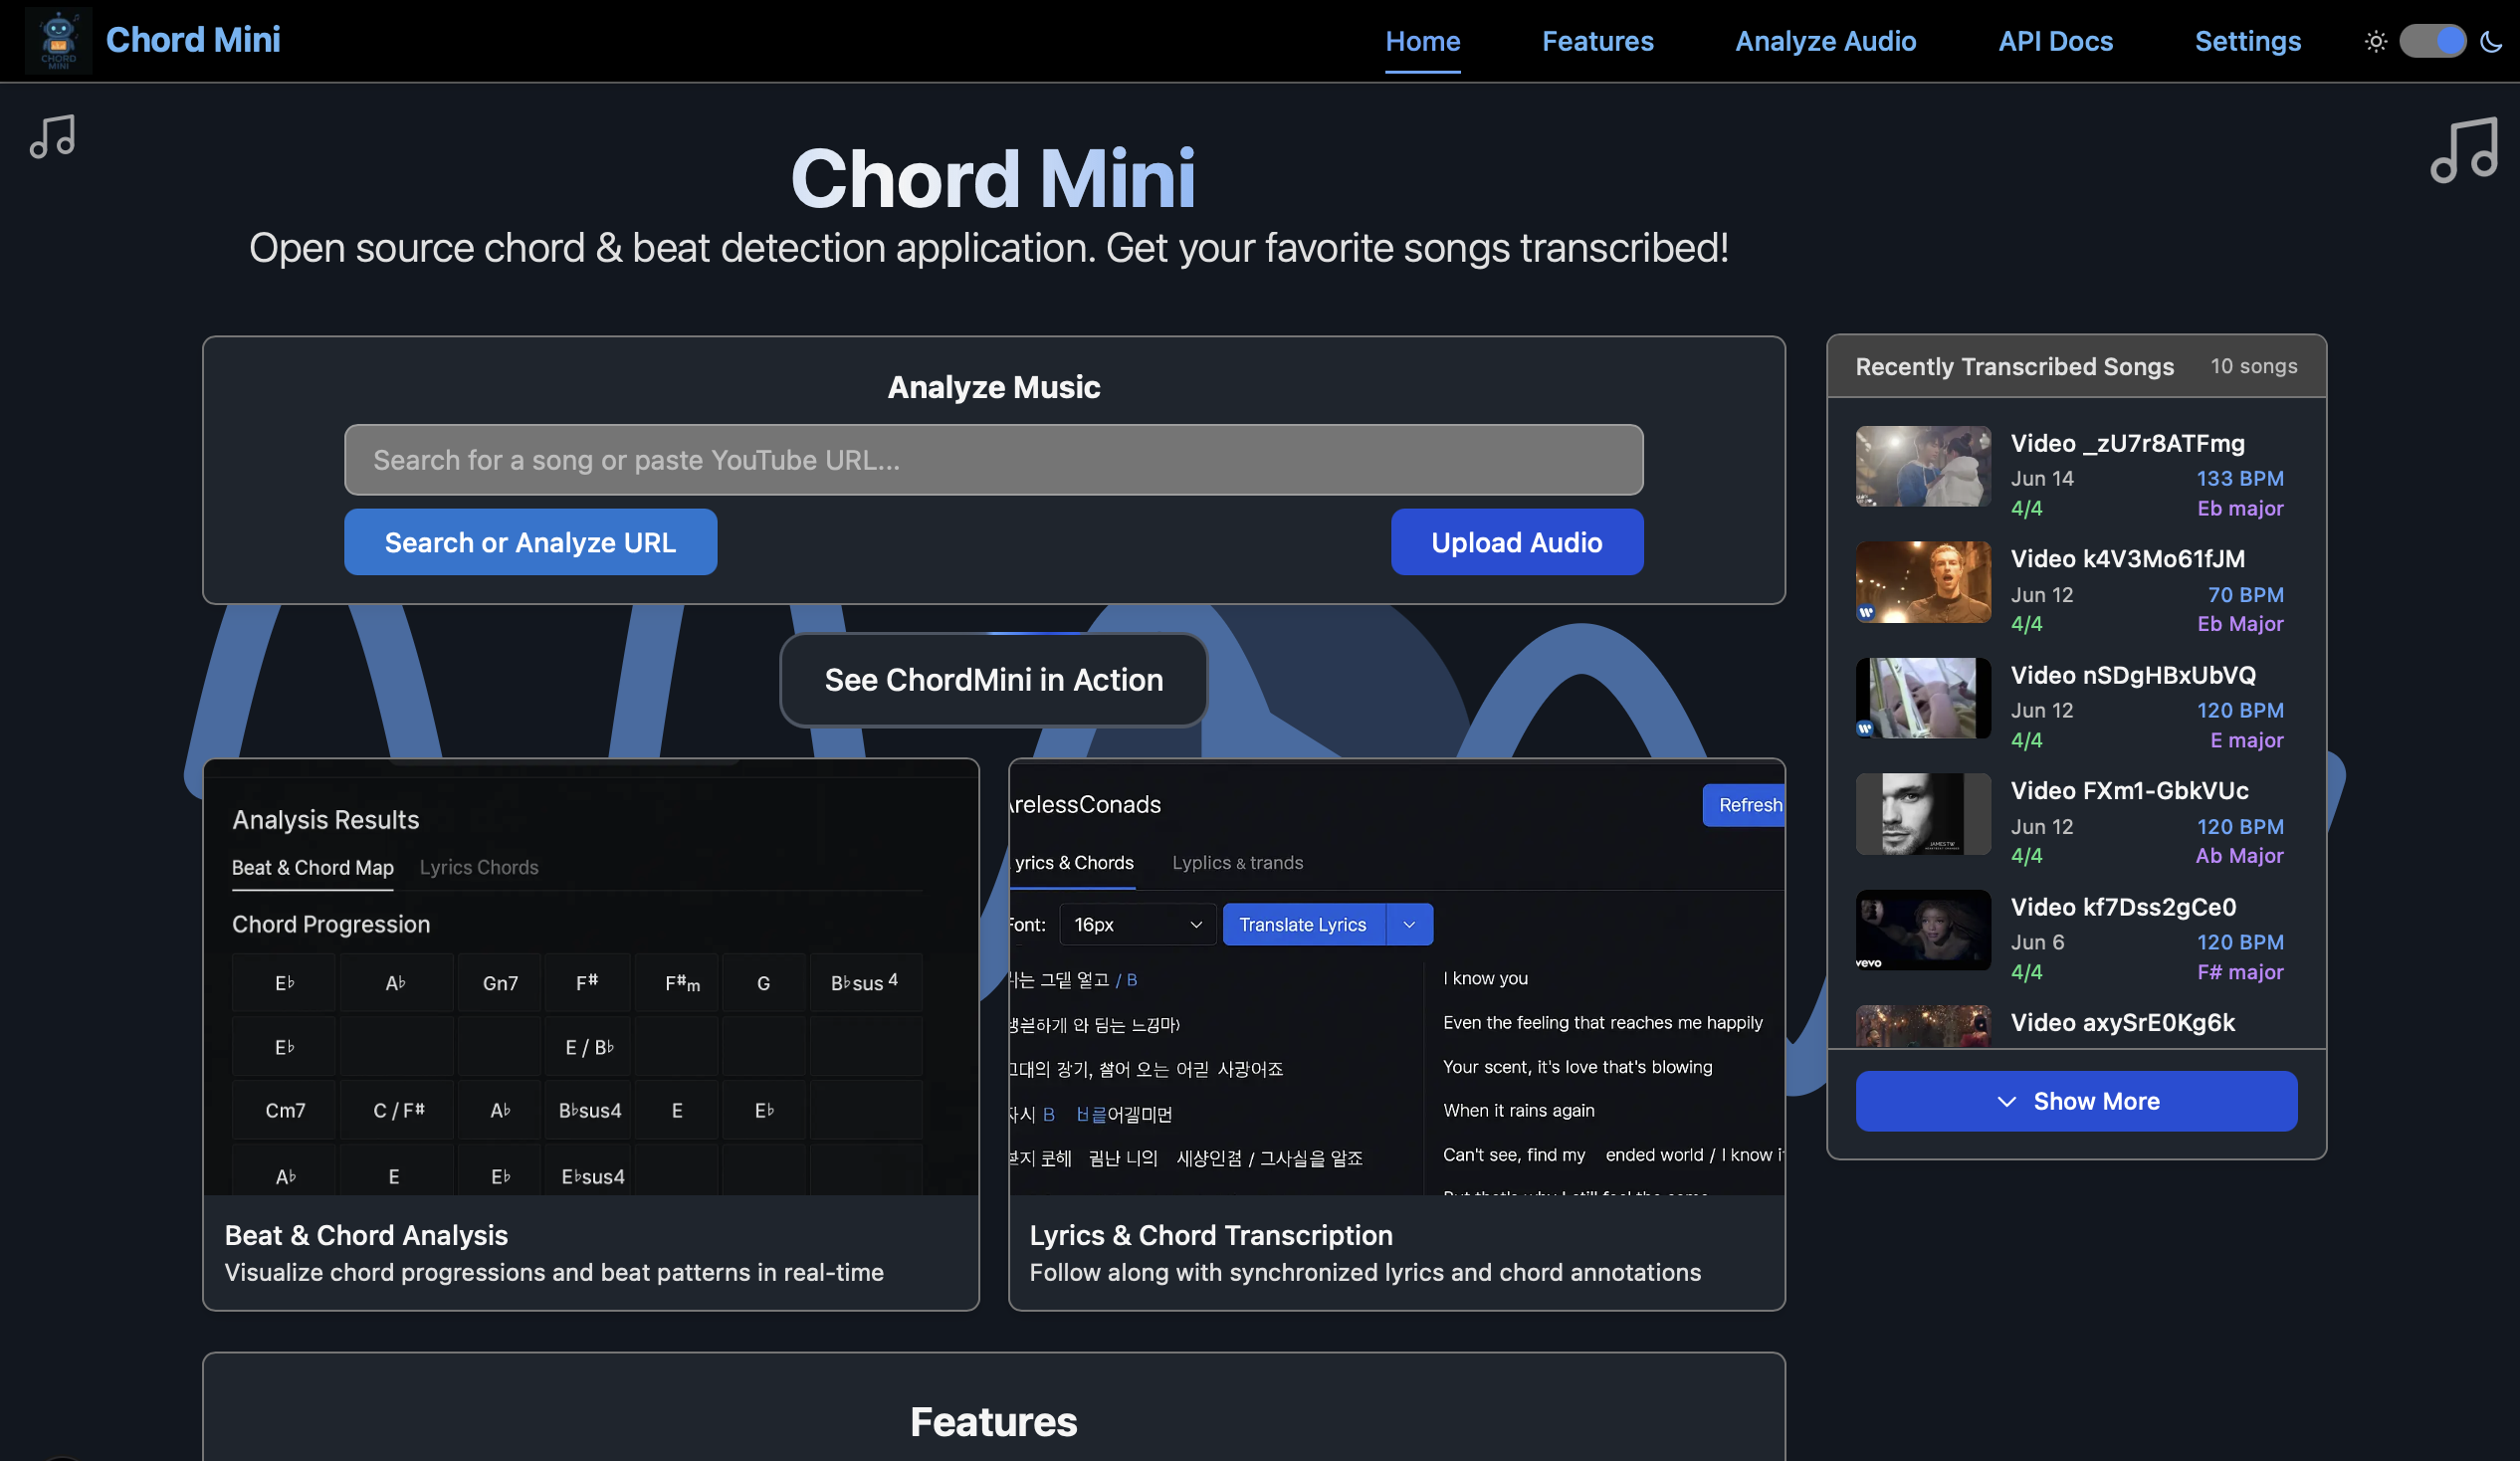 CHORD
MINI
Chord Mini
Home
Features
Analyze Audio
API Docs
Settings
Chord Mini
Open source chord & beat detection application. Get your favorite songs transcribed!
Analyze Music
Search for a song or paste YouTube URL...
Search or Analyze URL
Upload Audio
See ChordMini in Action
Analysis Results
Beat & Chord Map Lyrics Chords
Chord Progression
E♭ A♭ Gn7 F# F#m G B♭sus4
E♭ E / B♭
Cm7 C / F# A♭ B♭sus4 E E♭
A♭ E E♭ E♭sus4
Beat & Chord Analysis
Visualize chord progressions and beat patterns in real-time
ArelessConads
Refresh
yrics & Chords Lyplics & trands
Font: 16px Translate Lyrics
/ B
B
I know you
Even the feeling that reaches me happily
Your scent, it's love that's blowing
When it rains again
Can't see, find my ended world / I know i
Lyrics & Chord Transcription
Follow along with synchronized lyrics and chord annotations
Recently Transcribed Songs 10 songs
Video _zU7r8ATFmg
Jun 14 133 BPM
4/4 Eb major
Video k4V3Mo61fJM
Jun 12 70 BPM
4/4 Eb Major
Video nSDgHBxUbVQ
Jun 12 120 BPM
4/4 E major
JAMES TW
Video FXm1-GbkVUc
Jun 12 120 BPM
4/4 Ab Major
vevo
Video kf7Dss2gCe0
Jun 6 120 BPM
4/4 F# major
Video axySrE0Kg6k
Show More
Features